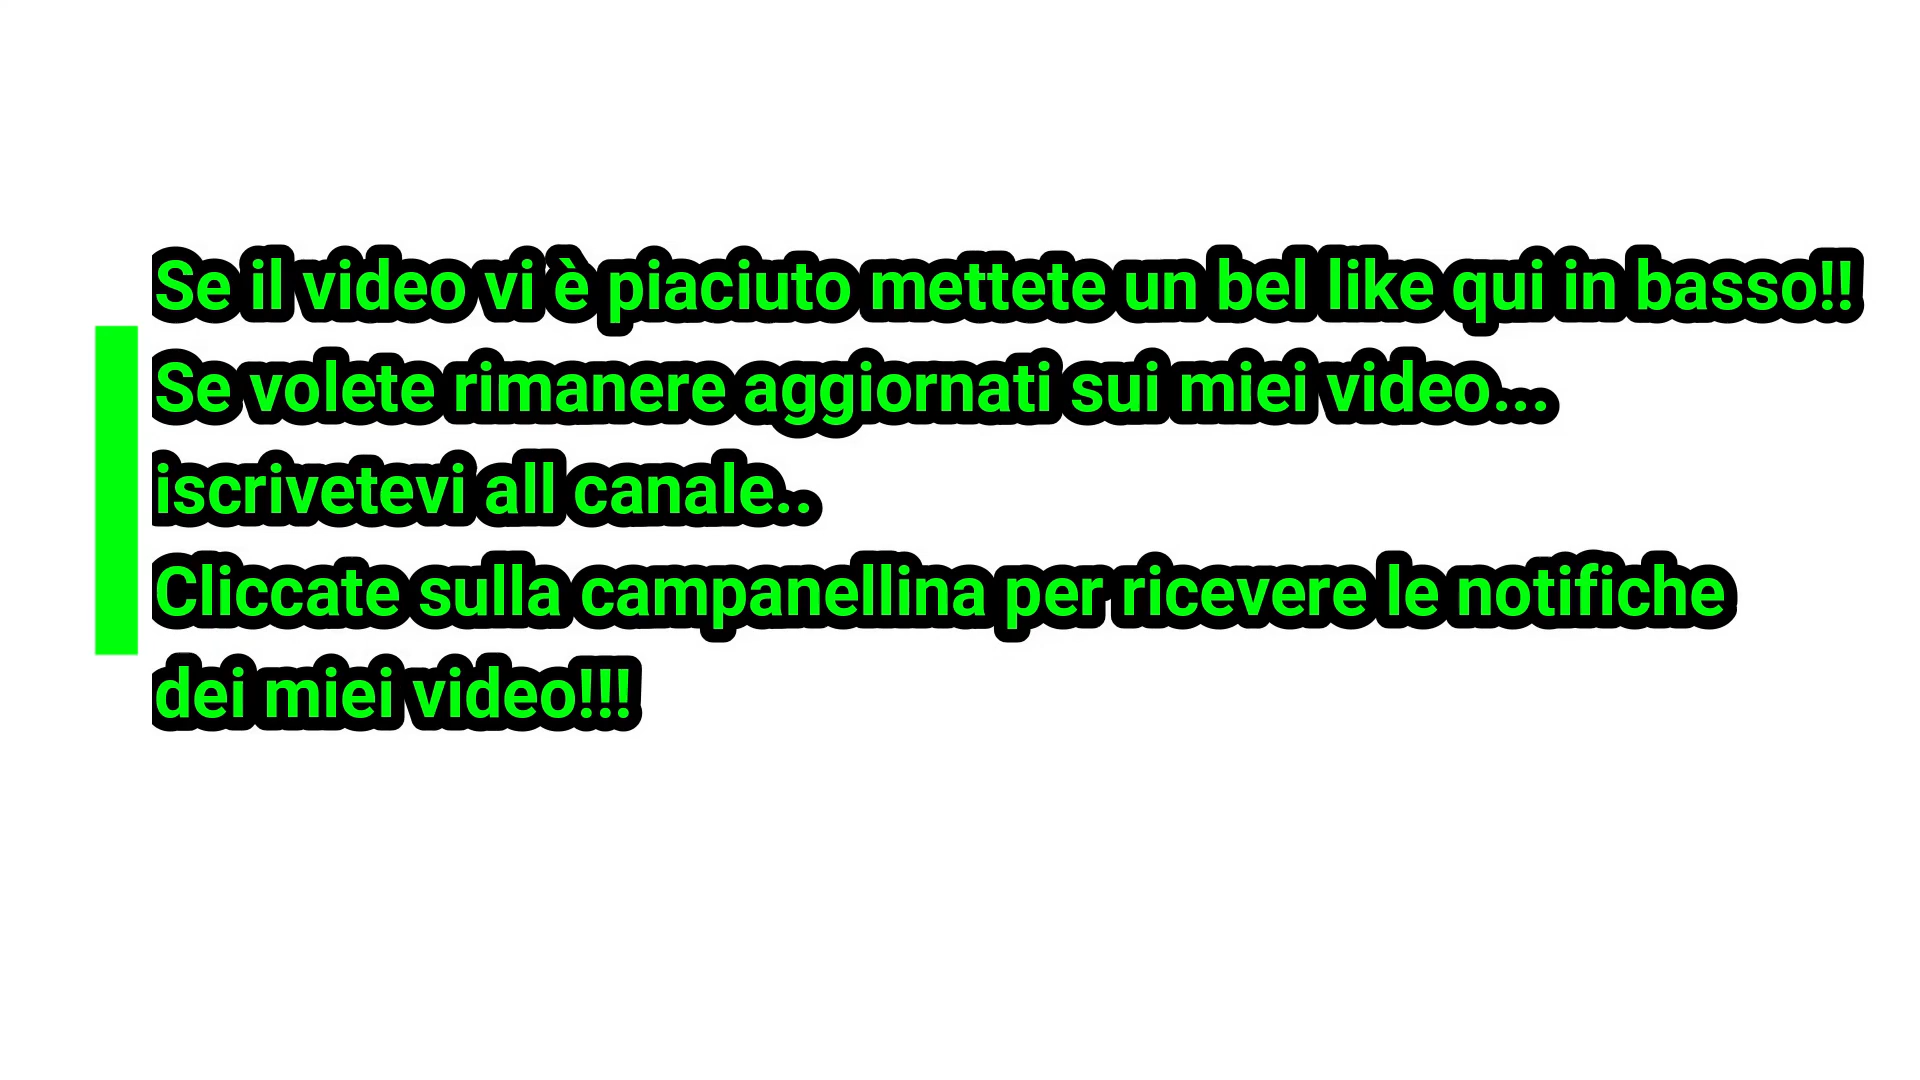 Se il video vi è piaciuto mettete un bel like qui in basso!!
Se volete rimanere aggiornati sui miei video...
iscrivetevi all canale..
Cliccate sulla campanellina per ricevere le notifiche
dei miei video!!!